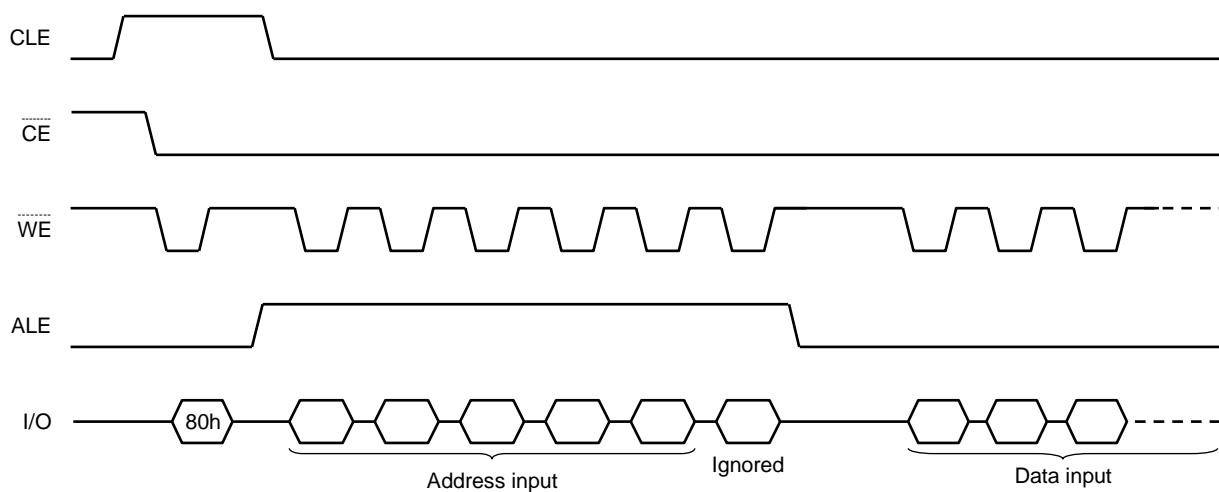 CLE
CE
WE
ALE
I/O
80h
Address input
Ignored
Data input